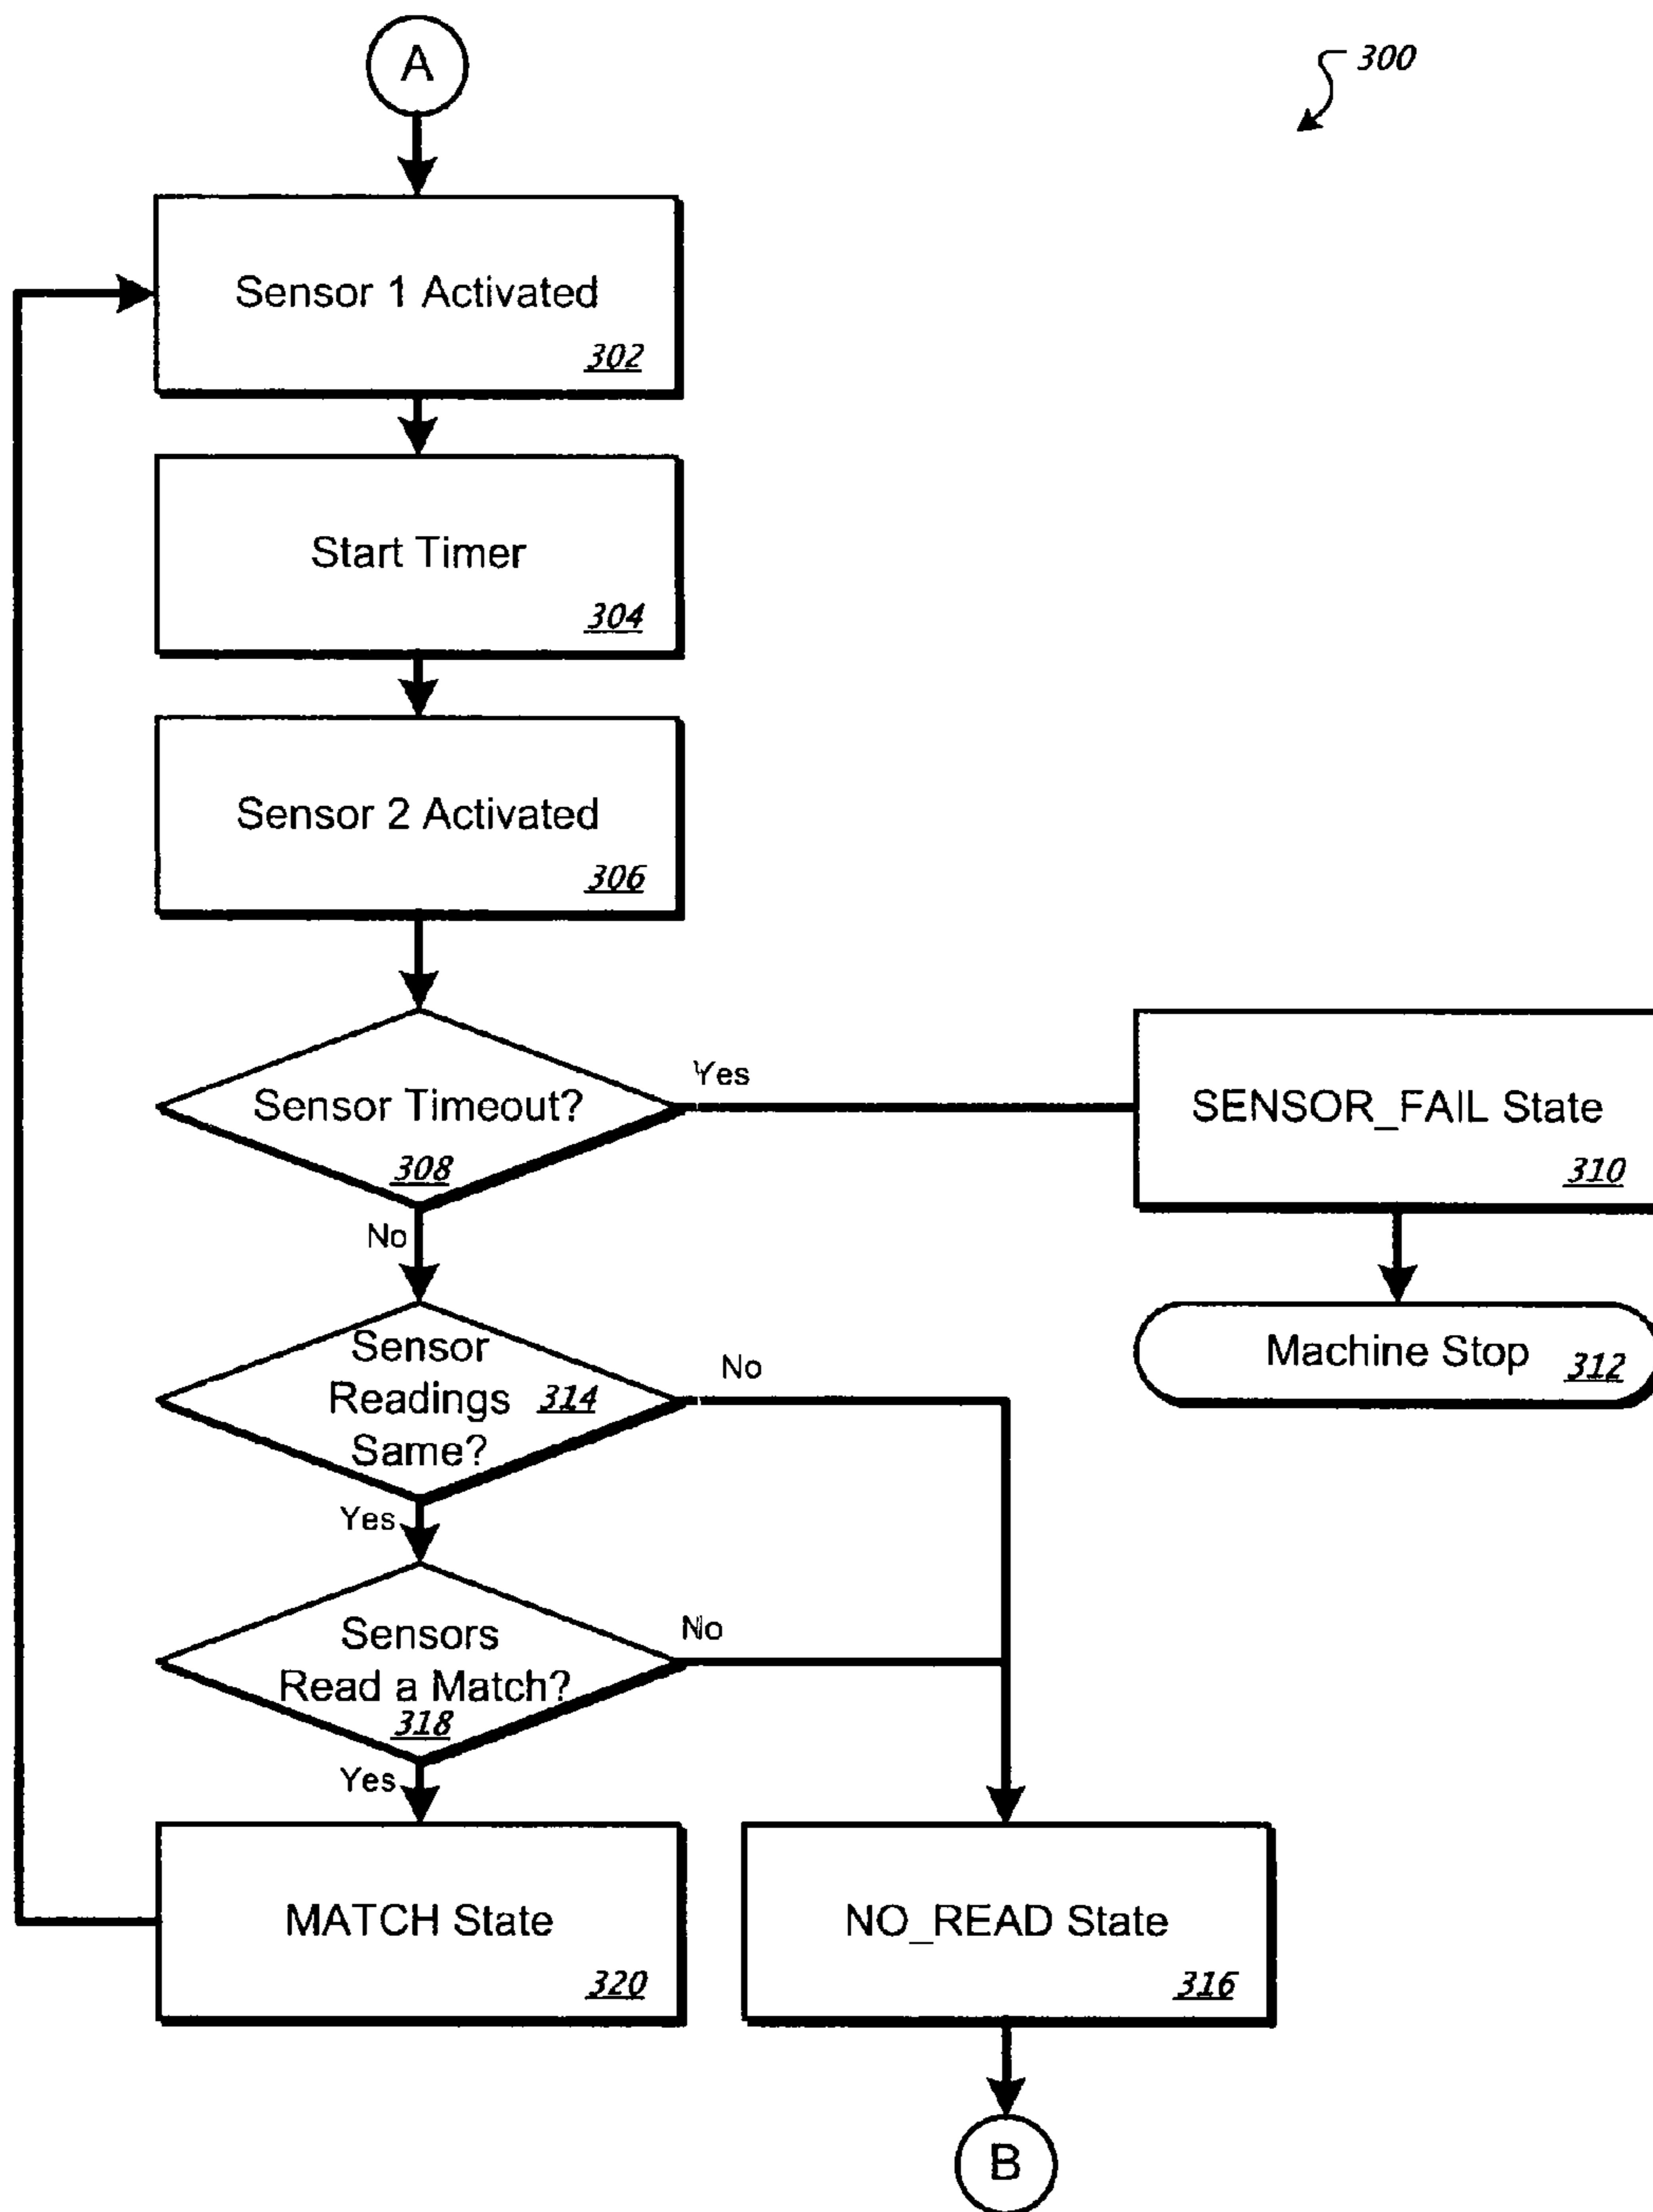 A
300
Sensor 1 Activated
302
Start Timer
304
Sensor 2 Activated
306
Sensor Timeout?
308
Yes
No
SENSOR_FAIL State
310
Machine Stop 312
Sensor
Readings 314
Same?
No
Yes
Sensors
Read a Match?
318
No
Yes
MATCH State
320
NO_READ State
316
B